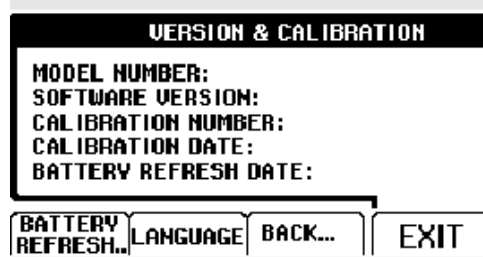 VERSION & CALIBRATION
MODEL NUMBER:
SOFTWARE VERSION:
CALIBRATION NUMBER:
CALIBRATION DATE:
BATTERY REFRESH DATE:
BATTERY
REFRESH..
LANGUAGE
BACK...
EXIT